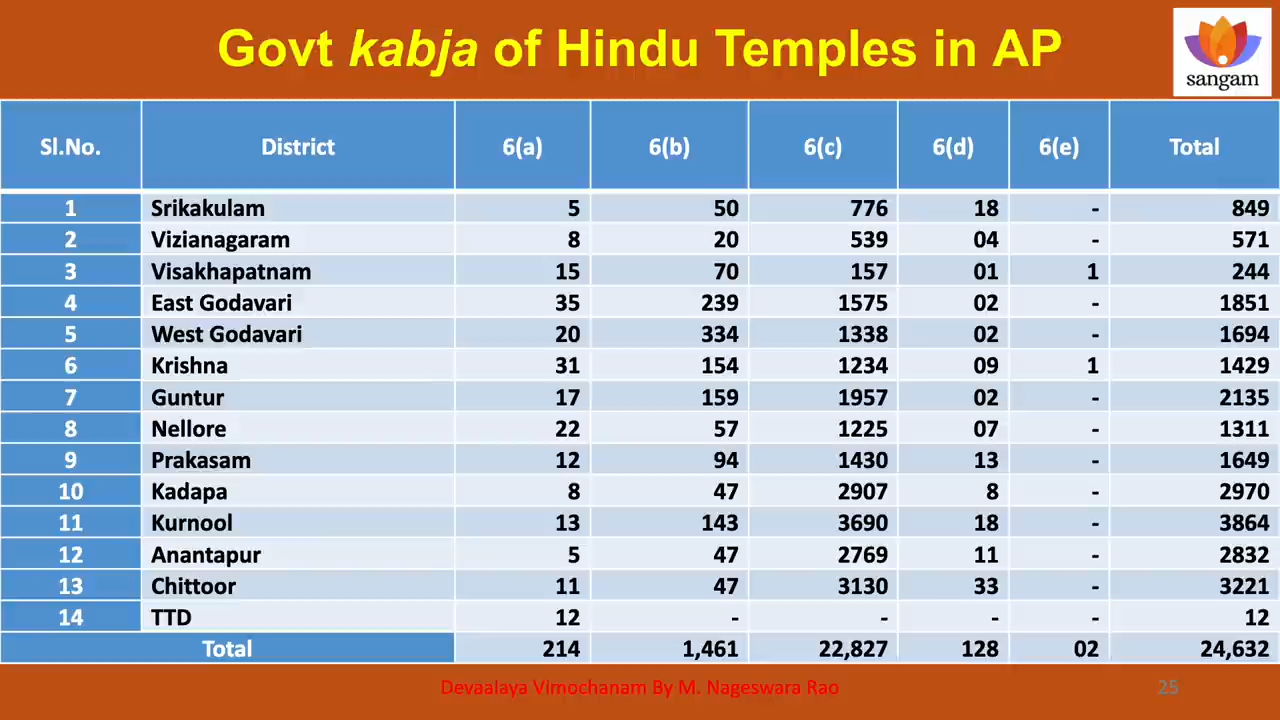 Govt kabja of Hindu Temples in AP
sangam
Sl.No. District 6(a) 6(b) 6(c) 6(d) 6(e) Total
1 Srikakulam 5 50 776 18 - 849
2 Vizianagaram 8 20 539 04 - 571
3 Visakhapatnam 15 70 157 01 1 244
4 East Godavari 35 239 1575 02 - 1851
5 West Godavari 20 334 1338 02 - 1694
6 Krishna 31 154 1234 09 1 1429
7 Guntur 17 159 1957 02 - 2135
8 Nellore 22 57 1225 07 - 1311
9 Prakasam 12 94 1430 13 - 1649
10 Kadapa 8 47 2907 8 - 2970
11 Kurnool 13 143 3690 18 - 3864
12 Anantapur 5 47 2769 11 - 2832
13 Chittoor 11 47 3130 33 - 3221
14 TTD 12 - - - - 12
Total 214 1,461 22,827 128 02 24,632
Devaalaya Vimochanam By M. Nageswara Rao 25